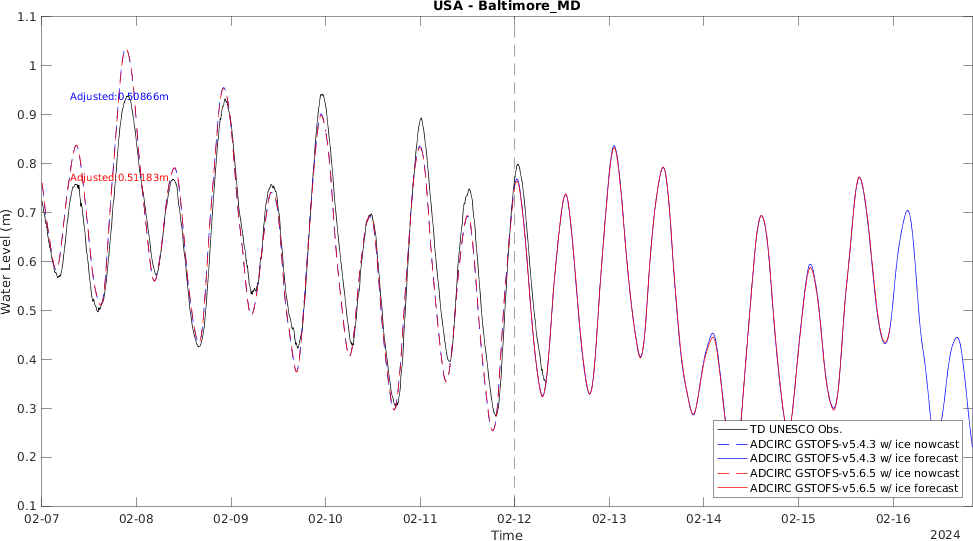 USA - Baltimore_MD
1.1
1
0.9
0.8
0.7
0.6
0.5
0.4
0.3
0.2
0.1
Water Level (m)
Adjusted:0.50866m
Adjusted:0.51183m
TD UNESCO Obs.
ADCIRC GSTOFS-v5.4.3 w/ ice nowcast
ADCIRC GSTOFS-v5.4.3 w/ ice forecast
ADCIRC GSTOFS-v5.6.5 w/ ice nowcast
ADCIRC GSTOFS-v5.6.5 w/ ice forecast
02-07 02-08 02-09 02-10 02-11 02-12 02-13 02-14 02-15 02-16
Time
2024